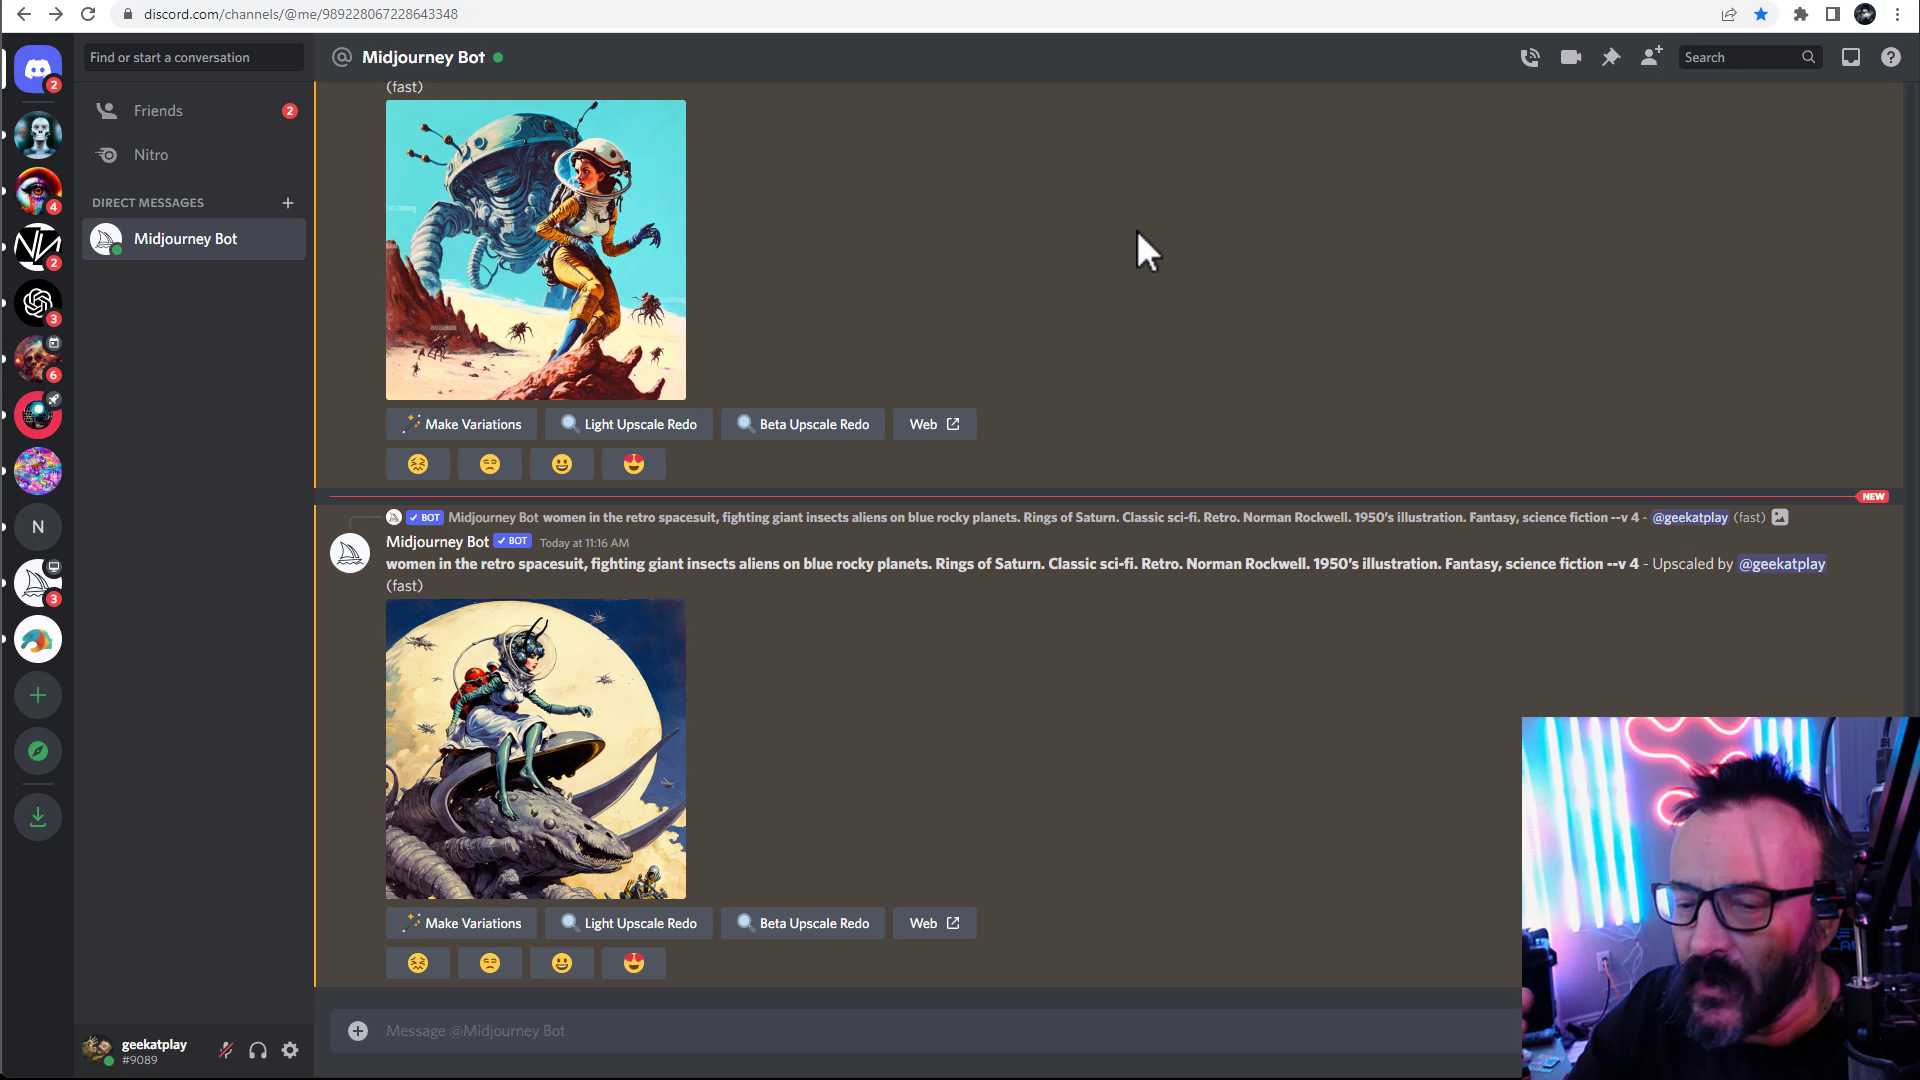 discord.com/channels/@me/989228067228643348
Find or start a conversation
Midjourney Bot
Search
2
Friends
2
Nitro
DIRECT MESSAGES
Midjourney Bot
4
2
3
6
N
3
(fast)
Make Variations
Light Upscale Redo
Beta Upscale Redo
Web
NEW
BOT Midjourney Bot women in the retro spacesuit, fighting giant insects aliens on blue rocky planets. Rings of Saturn. Classic sci-fi. Retro. Norman Rockwell. 1950's illustration. Fantasy, science fiction --v 4 - @geekatplay (fast)
Midjourney Bot BOT Today at 11:16 AM
women in the retro spacesuit, fighting giant insects aliens on blue rocky planets. Rings of Saturn. Classic sci-fi. Retro. Norman Rockwell. 1950's illustration. Fantasy, science fiction --v 4 - Upscaled by @geekatplay
(fast)
Make Variations
Light Upscale Redo
Beta Upscale Redo
Web
Message @Midjourney Bot
geekatplay
#9089